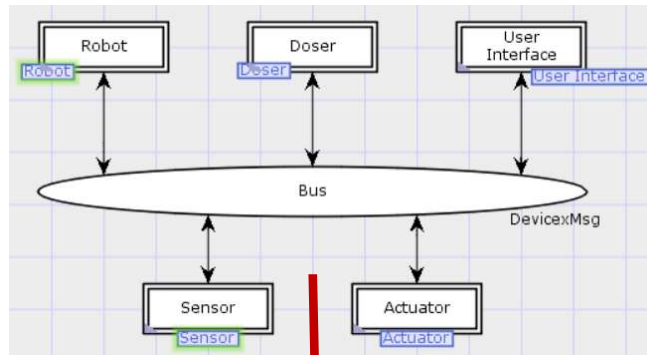 Robot
Doser
User
Interface
Robot
Doser
User Interface
Bus
DevicexMsg
Sensor
Actuator
Sensor
Actuator